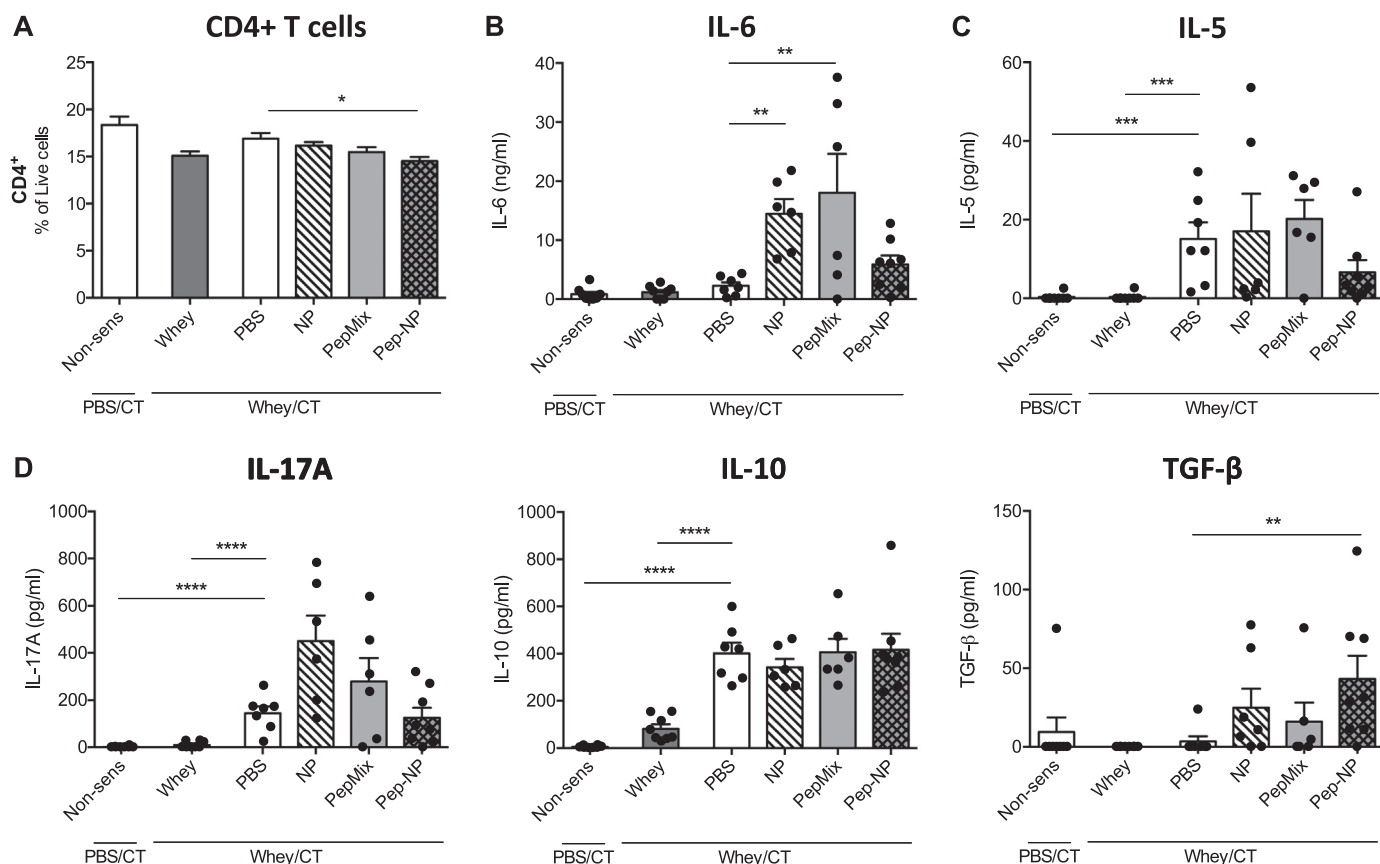 A CD4+ T cells
CD4+
% of Live cells
25
20
15
10
5
0
*
Non-sens
Whey
PBS
NP
PepMix
Pep-NP
PBS/CT
Whey/CT
B IL-6
IL-6 (ng/ml)
40
30
20
10
0
**
**
Non-sens
Whey
PBS
NP
PepMix
Pep-NP
PBS/CT
Whey/CT
C IL-5
IL-5 (pg/ml)
60
40
20
0
***
***
Non-sens
Whey
PBS
NP
PepMix
Pep-NP
PBS/CT
Whey/CT
D IL-17A
IL-17A (pg/ml)
1000
800
600
400
200
0
****
****
Non-sens
Whey
PBS
NP
PepMix
Pep-NP
PBS/CT
Whey/CT
IL-10
IL-10 (pg/ml)
1000
800
600
400
200
0
****
****
Non-sens
Whey
PBS
NP
PepMix
Pep-NP
PBS/CT
Whey/CT
TGF-β
TGF-β (pg/ml)
150
100
50
0
**
Non-sens
Whey
PBS
NP
PepMix
Pep-NP
PBS/CT
Whey/CT